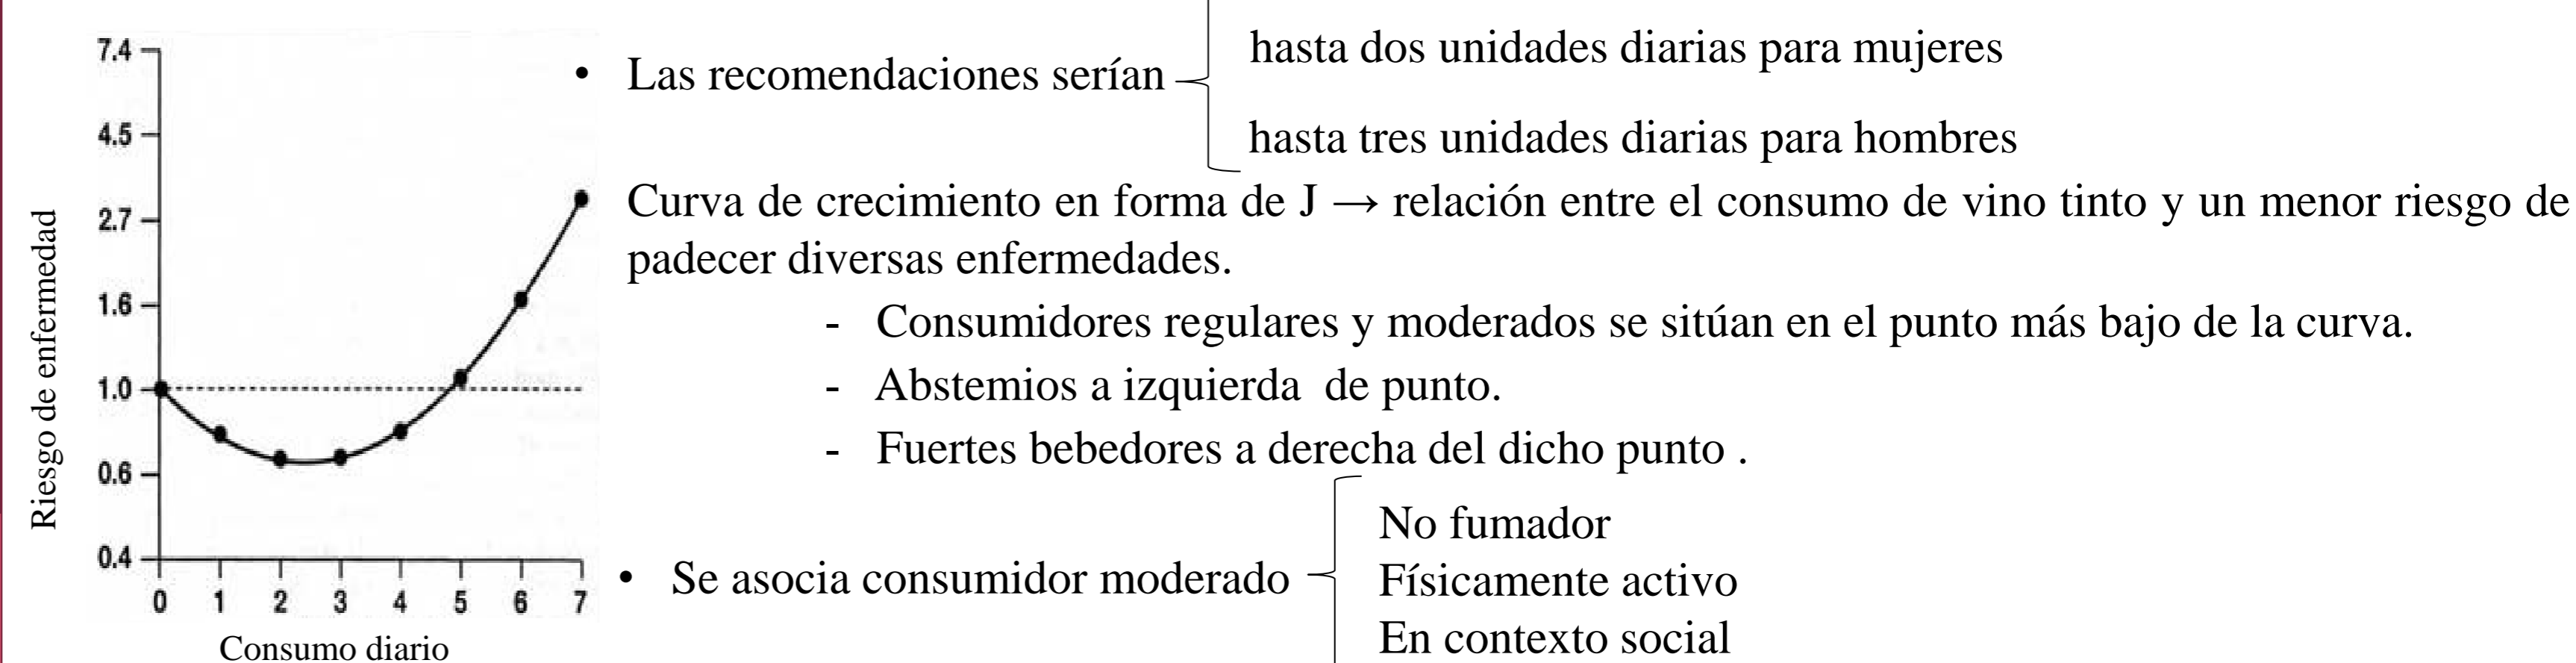 7.4
4.5
2.7
1.6
1.0
0.6
0.4
0 1 2 3 4 5 6 7
Riesgo de enfermedad
Consumo diario
• Las recomendaciones serían
hasta dos unidades diarias para mujeres
hasta tres unidades diarias para hombres
Curva de crecimiento en forma de J → relación entre el consumo de vino tinto y un menor riesgo de
padecer diversas enfermedades.
- Consumidores regulares y moderados se sitúan en el punto más bajo de la curva.
- Abstemios a izquierda de punto.
- Fuertes bebedores a derecha del dicho punto .
• Se asocia consumidor moderado
No fumador
Físicamente activo
En contexto social